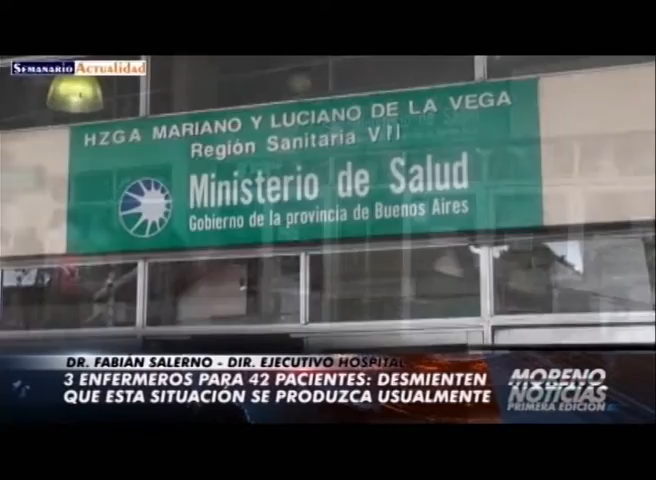 SEMANARIO ACTUALIDAD
HZGA MARIANO Y LUCIANO DE LA VEGA
Región Sanitaria VII
Ministerio de Salud
Gobierno de la provincia de Buenos Aires
DR. FABIÁN SALERNO - DIR. EJECUTIVO HOSPITAL
3 ENFERMEROS PARA 42 PACIENTES: DESMIENTEN
QUE ESTA SITUACIÓN SE PRODUZCA USUALMENTE
MORENO
NOTICIAS
PRIMERA EDICIÓN